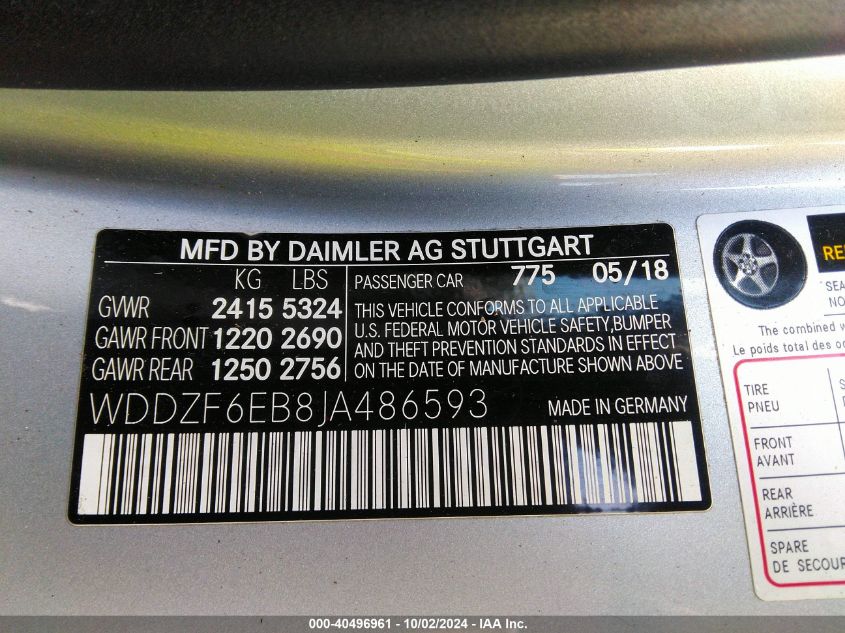 MFD BY DAIMLER AG STUTTGART
KG LBS
GVWR 2415 5324
GAWR FRONT 1220 2690
GAWR REAR 1250 2756
PASSENGER CAR 775 05/18
THIS VEHICLE CONFORMS TO ALL APPLICABLE
U.S. FEDERAL MOTOR VEHICLE SAFETY,BUMPER
AND THEFT PREVENTION STANDARDS IN EFFECT
ON DATE OF MANUFACTURE SHOWN ABOVE
WDDZF6EB8JA486593 MADE IN GERMANY
The combined
Le poids total des
TIRE
PNEU
FRONT
AVANT
REAR
ARRIÈRE
SPARE
DE
000-40496961 - 10/02/2024 - IAA Inc.